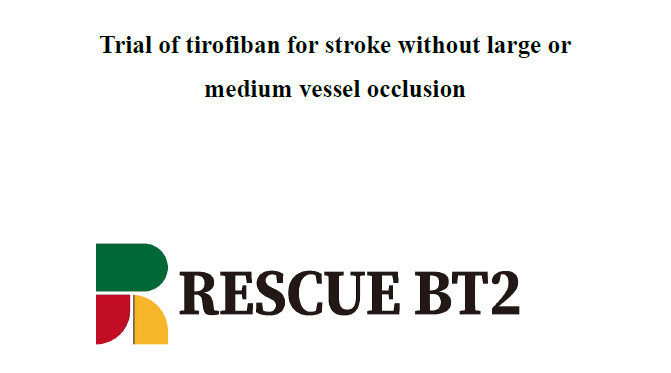 Trial of tirofiban for stroke without large or
medium vessel occlusion
RESCUE BT2